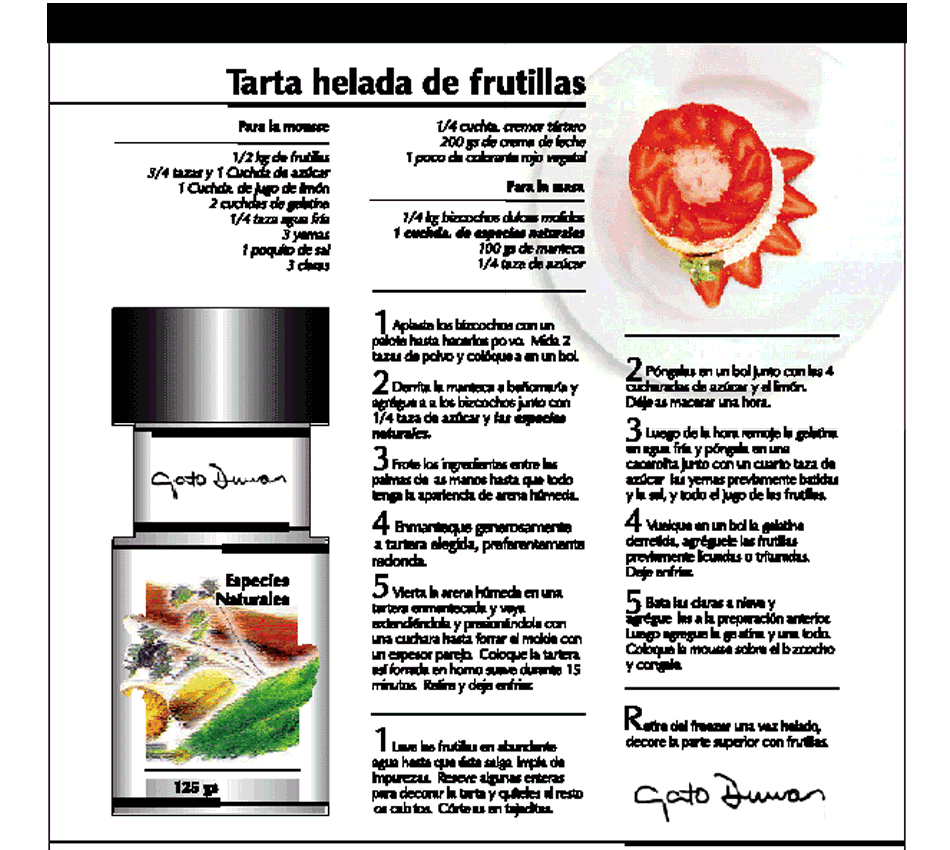 Tarta helada de frutillas
Para la mousse
1/2 kg de frutillas
3/4 tazas y 1 Cuchda de azúcar
1 Cuchda. de jugo de limón
2 cuchdas de gelatina
1/4 taza agua fría
3 yemas
1 poquito de sal
3 claras
1/4 cuchta. cremor tártaro
200 gs de crema de leche
1 poco de colorante rojo vegetal
Para la masa
1/4 kg bizcochos dulces molidos
1 cuchda. de especies naturales
100 gs de manteca
1/4 taza de azúcar
Gato Dumas
Especies
Naturales
125 gr
1 Aplaste los bizcochos con un
palote hasta hacerlos po vo. Mida 2
tazas de polvo y colóque a en un bol.
2 Derrita la manteca a bañomaría y
agrégue a a los bizcochos junto con
1/4 taza de azúcar y las especies
naturales.
3 Frote los ingredientes entre las
palmas de as manos hasta que todo
tenga la apariencia de arena húmeda.
4 Enmanteque generosamente
a tartera elegida, preferentemente
redonda.
5 Vierta la arena húmeda en una
tartera enmantecada y vaya
extendiéndola y presionándola con
una cuchara hasta forrar el molde con
un espesor parejo. Coloque la tartera
así forrada en horno suave durante 15
minutos. Retire y deje enfriar.
1 Lave las frutillas en abundante
agua hasta que ésta salga limpia de
impurezas. Reserve algunas enteras
para decorar la tarta y quíteles al resto
os cabitos. Córte as en tajaditas.
2 Póngalas en un bol junto con las 4
cucharadas de azúcar y el limón.
Déje as macerar una hora.
3 Luego de la hora remoje la gelatina
en agua fría y póngala en una
cacerolita junto con un cuarto taza de
azúcar las yemas previamente batidas
y la sal, y todo el jugo de las frutillas.
4 Vuelque en un bol la gelatina
derretida, agréguele las frutillas
previamente licuadas o trituradas.
Deje enfriar.
5 Bata las claras a nieve y
agrégue las a la preparación anterior.
Luego agregue la ge atina y una todo.
Coloque la mousse sobre el b zcocho
y congele.
Retire del freezer una vez helado,
decore la parte superior con frutillas.
Gato Dumas